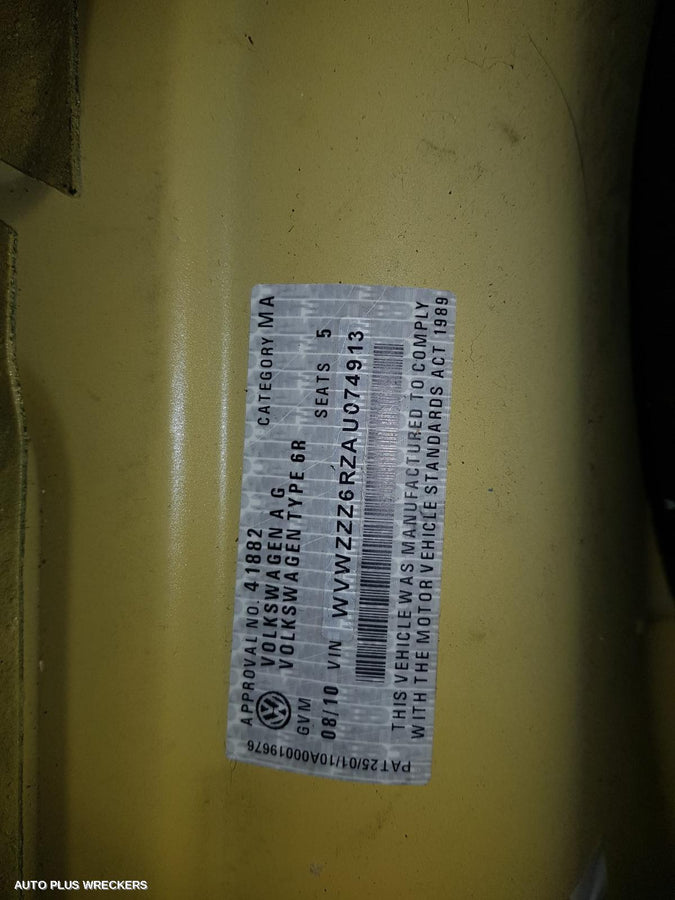 APPROVAL NO. 41882 CATEGORY MA
VOLKSWAGEN AG
VOLKSWAGEN TYPE 6R
GVM SEATS 5
08/10 VIN WVWZZZ6RZAU074913
THIS VEHICLE WAS MANUFACTURED TO COMPLY
WITH THE MOTOR VEHICLE STANDARDS ACT 1989
PAT25/01/10A00019676
AUTO PLUS WRECKERS